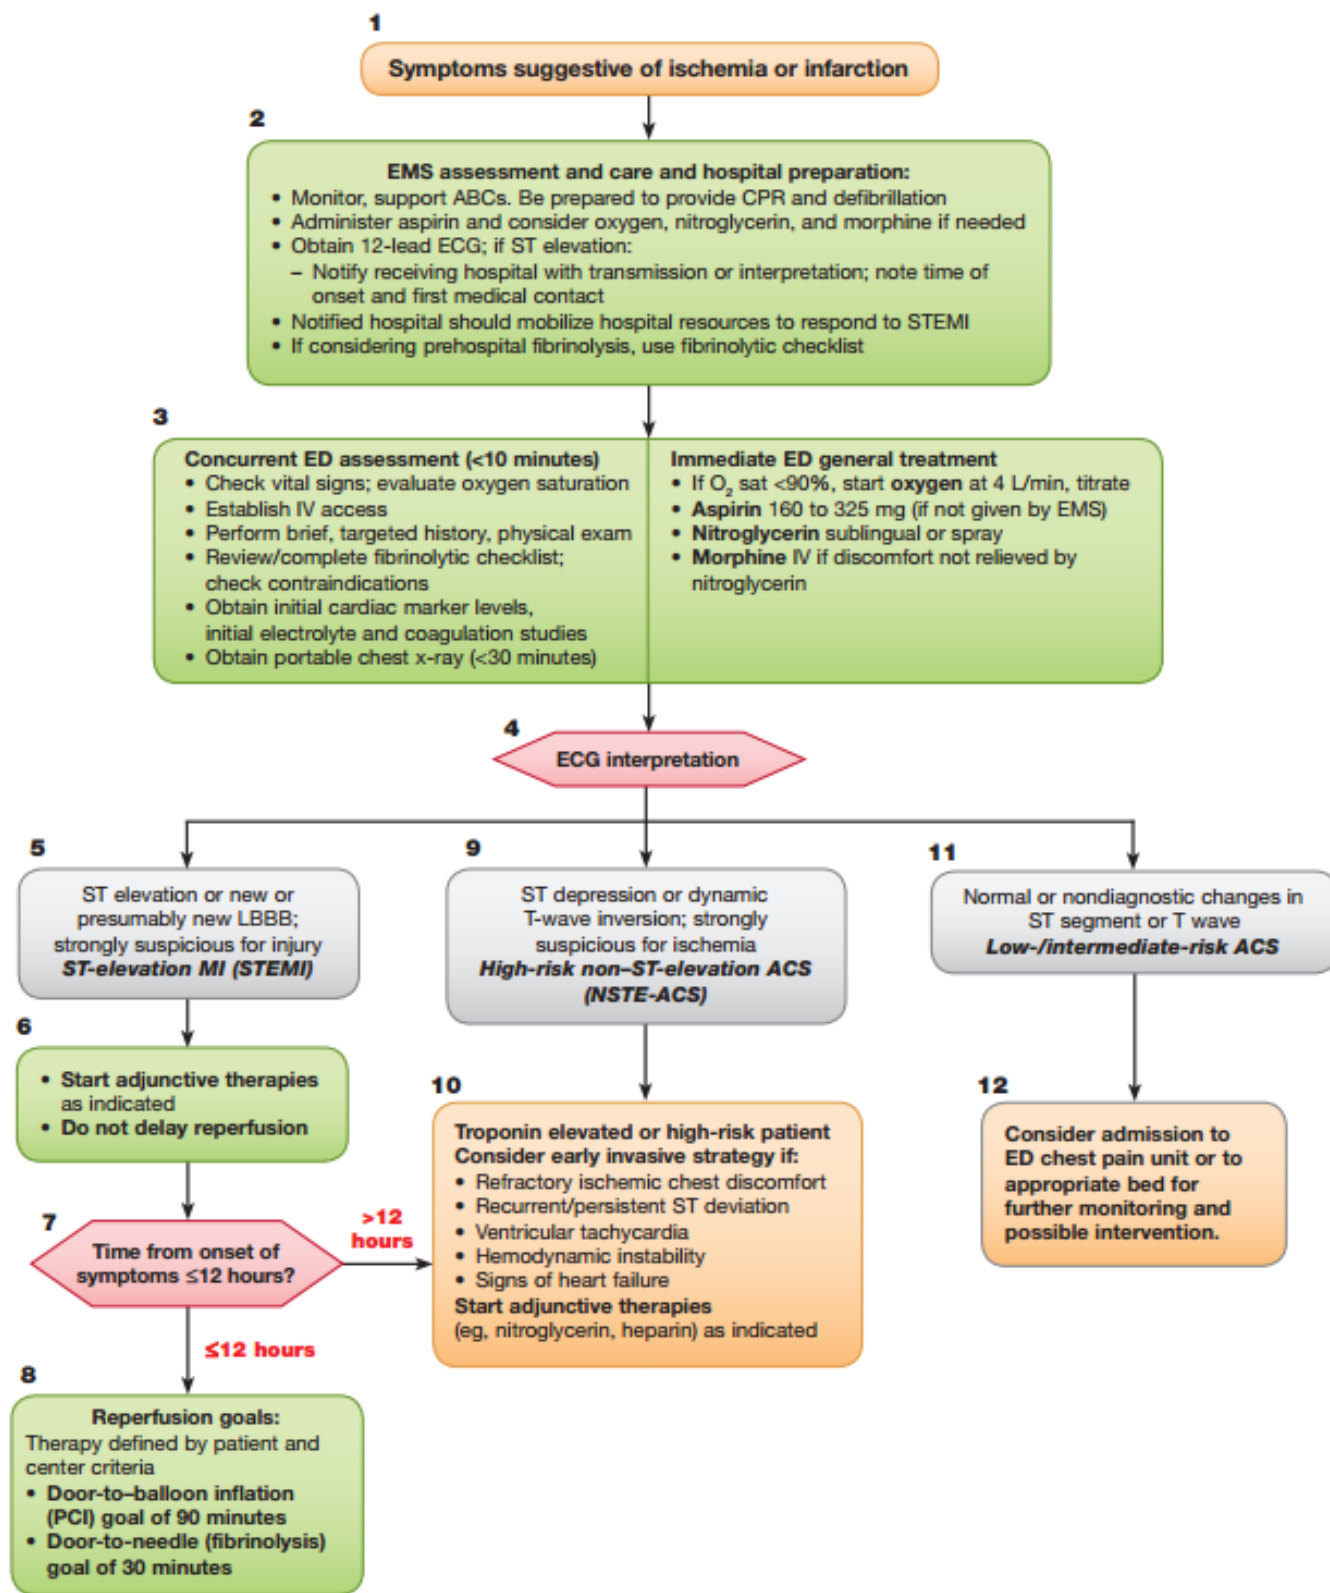 1
Symptoms suggestive of ischemia or infarction
2
EMS assessment and care and hospital preparation:
• Monitor, support ABCs. Be prepared to provide CPR and defibrillation
• Administer aspirin and consider oxygen, nitroglycerin, and morphine if needed
• Obtain 12-lead ECG; if ST elevation:
– Notify receiving hospital with transmission or interpretation; note time of
onset and first medical contact
• Notified hospital should mobilize hospital resources to respond to STEMI
• If considering prehospital fibrinolysis, use fibrinolytic checklist
3
Concurrent ED assessment (<10 minutes)
• Check vital signs; evaluate oxygen saturation
• Establish IV access
• Perform brief, targeted history, physical exam
• Review/complete fibrinolytic checklist;
check contraindications
• Obtain initial cardiac marker levels,
initial electrolyte and coagulation studies
• Obtain portable chest x-ray (<30 minutes)
Immediate ED general treatment
• If O₂ sat <90%, start oxygen at 4 L/min, titrate
• Aspirin 160 to 325 mg (if not given by EMS)
• Nitroglycerin sublingual or spray
• Morphine IV if discomfort not relieved by
nitroglycerin
4
ECG interpretation
5
ST elevation or new or
presumably new LBBB;
strongly suspicious for injury
ST-elevation MI (STEMI)
6
• Start adjunctive therapies
as indicated
• Do not delay reperfusion
7
Time from onset of
symptoms ≤12 hours?
>12
hours
≤12 hours
8
Reperfusion goals:
Therapy defined by patient and
center criteria
• Door-to–balloon inflation
(PCI) goal of 90 minutes
• Door-to-needle (fibrinolysis)
goal of 30 minutes
9
ST depression or dynamic
T-wave inversion; strongly
suspicious for ischemia
High-risk non–ST-elevation ACS
(NSTE-ACS)
10
Troponin elevated or high-risk patient
Consider early invasive strategy if:
• Refractory ischemic chest discomfort
• Recurrent/persistent ST deviation
• Ventricular tachycardia
• Hemodynamic instability
• Signs of heart failure
Start adjunctive therapies
(eg, nitroglycerin, heparin) as indicated
11
Normal or nondiagnostic changes in
ST segment or T wave
Low-/intermediate-risk ACS
12
Consider admission to
ED chest pain unit or to
appropriate bed for
further monitoring and
possible intervention.